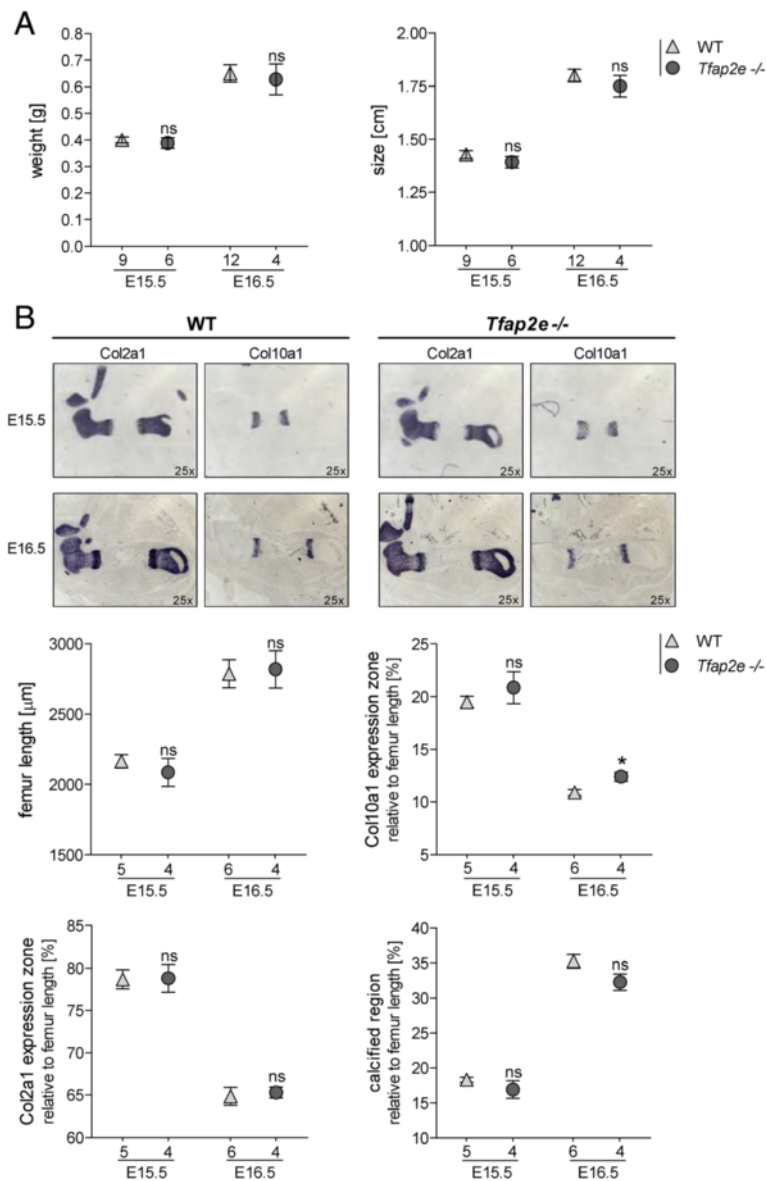 A
weight [g]
0.8
0.7
0.6
0.5
0.4
0.3
0.2
0.1
0.0
ns
ns
9 6 12 4
E15.5 E16.5
size [cm]
2.00
1.75
1.50
1.25
1.00
ns
ns
9 6 12 4
E15.5 E16.5
WT
Tfap2e -/-
B
WT Tfap2e -/-
Col2a1 Col10a1 Col2a1 Col10a1
E15.5
25x 25x 25x 25x
E16.5
25x 25x 25x 25x
femur length [μm]
3000
2500
2000
1500
ns
ns
5 4 6 4
E15.5 E16.5
Col10a1 expression zone
relative to femur length [%]
25
20
15
10
5
ns
*
5 4 6 4
E15.5 E16.5
WT
Tfap2e -/-
Col2a1 expression zone
relative to femur length [%]
85
80
75
70
65
60
ns
ns
5 4 6 4
E15.5 E16.5
calcified region
relative to femur length [%]
40
35
30
25
20
15
10
ns
ns
5 4 6 4
E15.5 E16.5